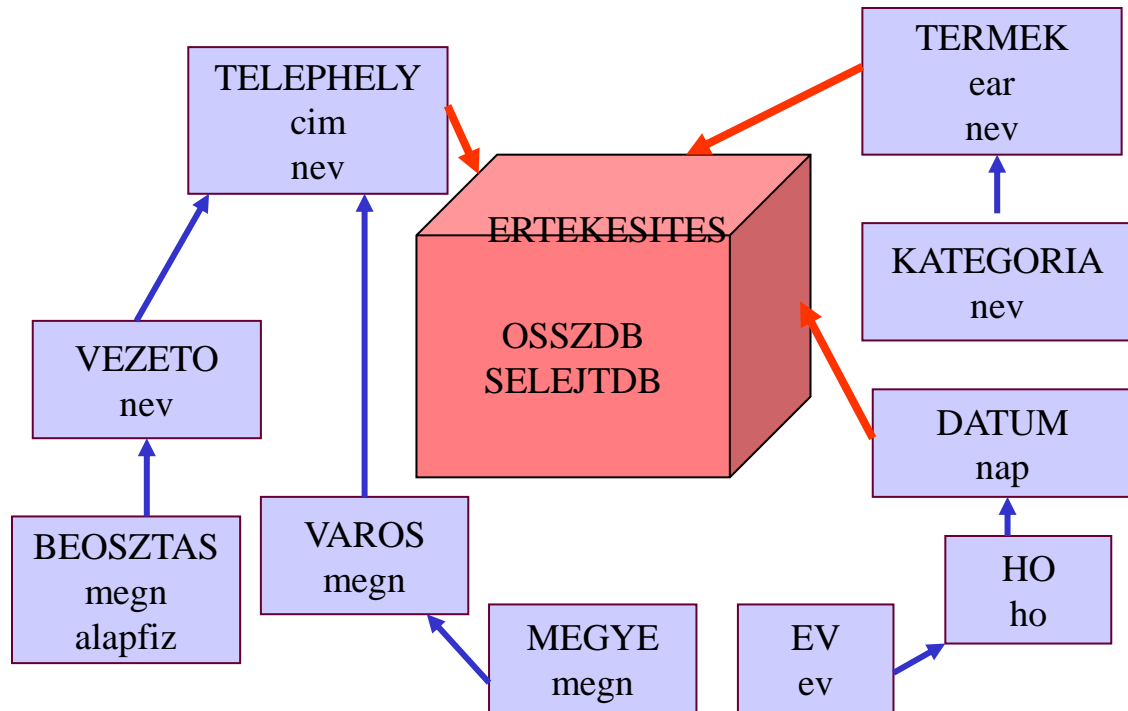 TELEPHELY
cim
nev
TERMEK
ear
nev
ERTEKESITES
OSSZDB
SELEJTDB
KATEGORIA
nev
VEZETO
nev
DATUM
nap
BEOSZTAS
megn
alapfiz
VAROS
megn
HO
ho
MEGYE
megn
EV
ev